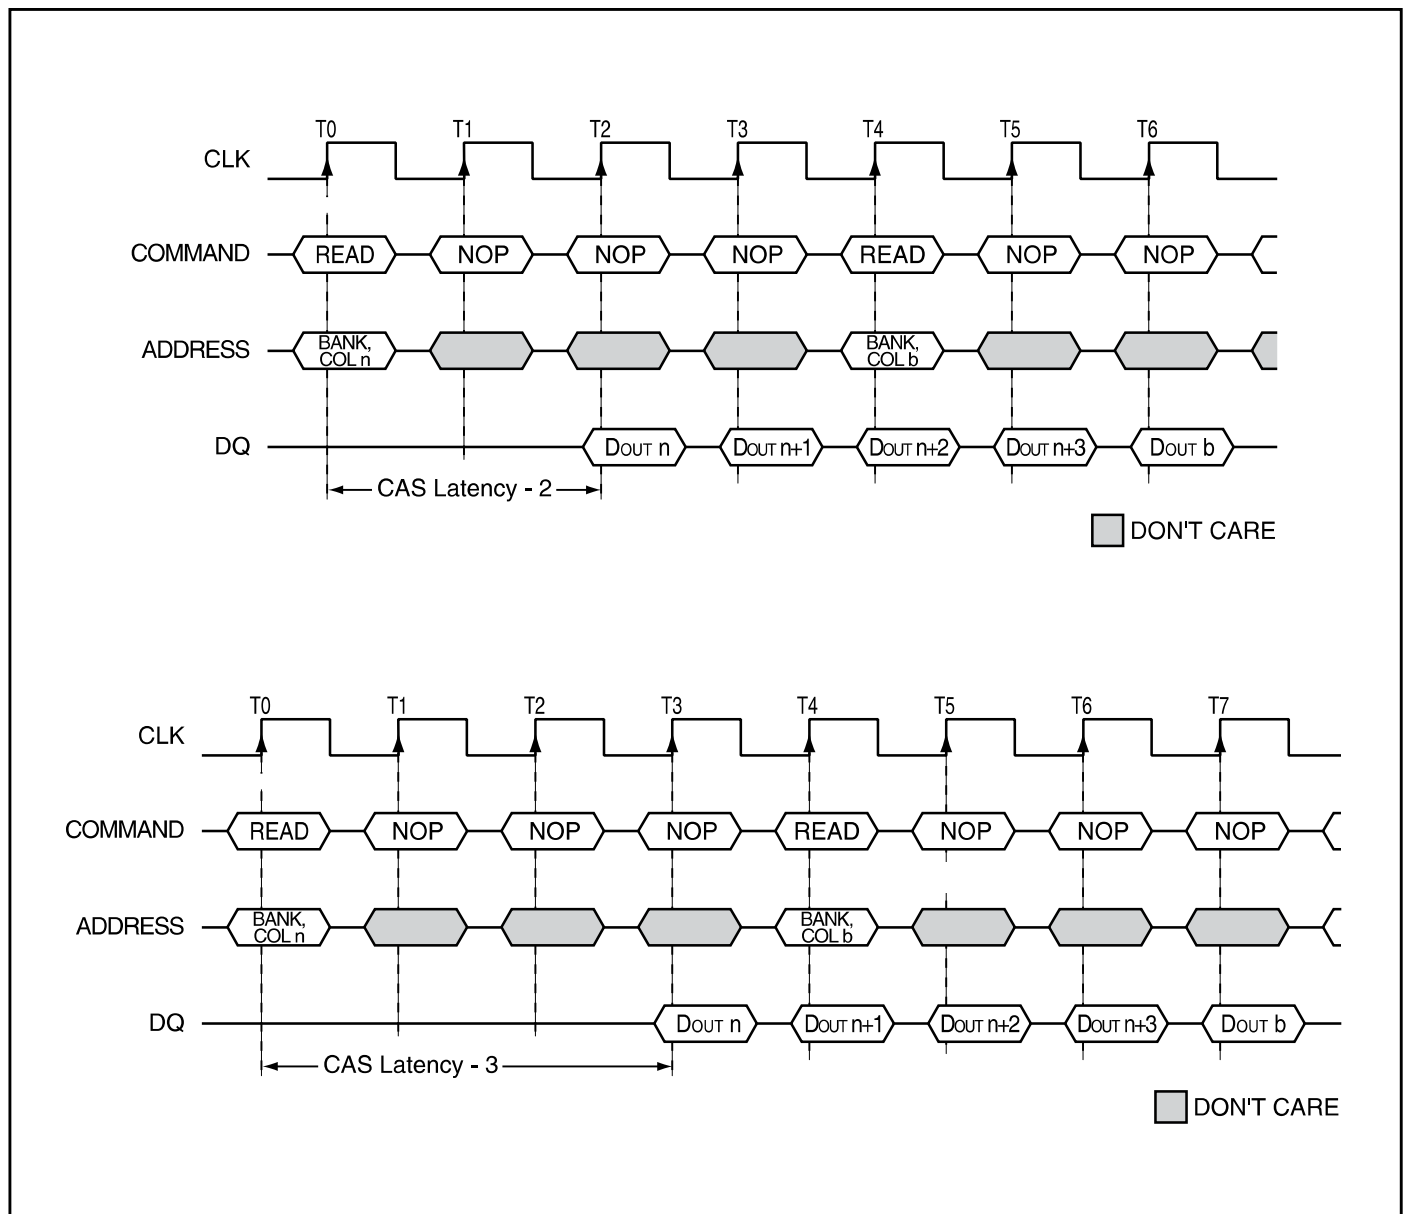 T0 T1 T2 T3 T4 T5 T6
CLK
COMMAND READ NOP NOP NOP READ NOP NOP
ADDRESS BANK, COL n BANK, COL b
DQ DOUT n DOUT n+1 DOUT n+2 DOUT n+3 DOUT b
CAS Latency - 2
DON'T CARE
T0 T1 T2 T3 T4 T5 T6 T7
CLK
COMMAND READ NOP NOP NOP READ NOP NOP NOP
ADDRESS BANK, COL n BANK, COL b
DQ DOUT n DOUT n+1 DOUT n+2 DOUT n+3 DOUT b
CAS Latency - 3
DON'T CARE